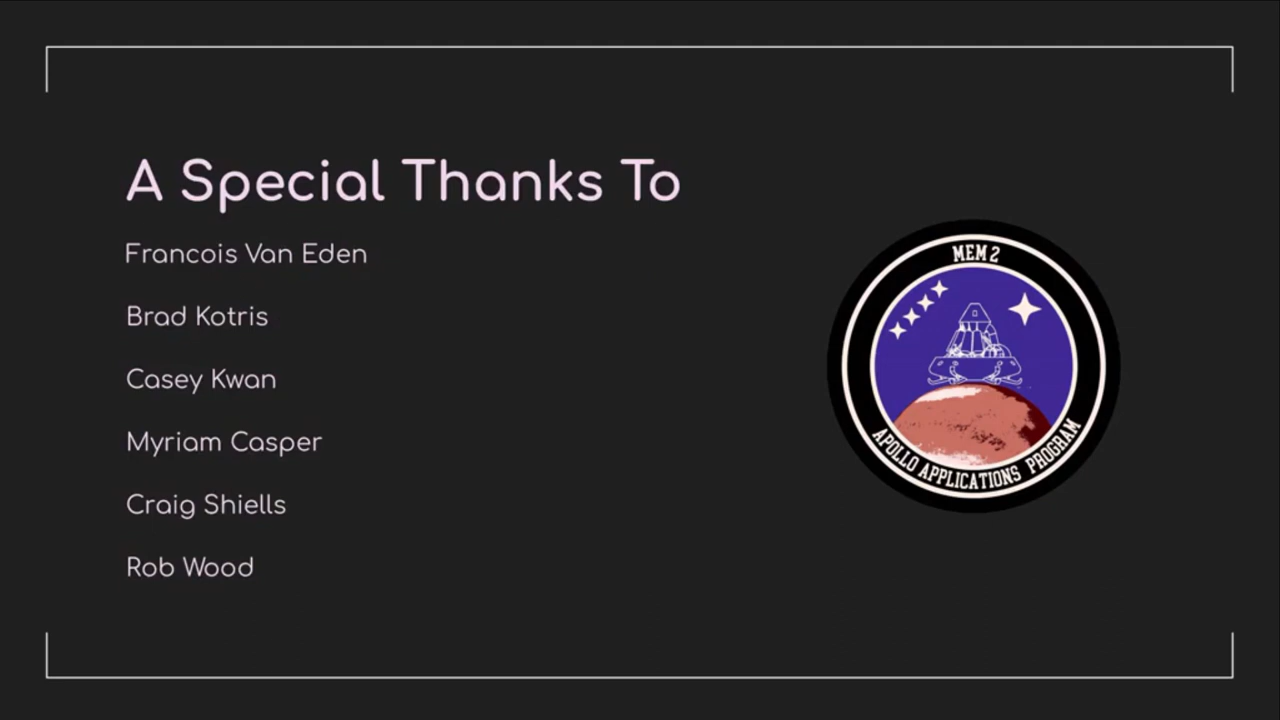 A Special Thanks To
Francois Van Eden
Brad Kotris
Casey Kwan
Myriam Casper
Craig Shiells
Rob Wood
MEM 2
APOLLO APPLICATIONS PROGRAM